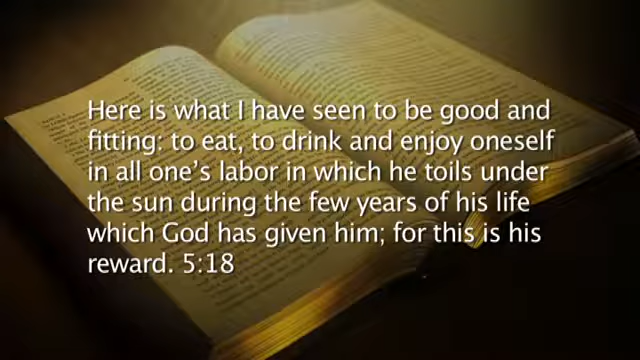 Here is what I have seen to be good and
fitting: to eat, to drink and enjoy oneself
in all one’s labor in which he toils under
the sun during the few years of his life
which God has given him; for this is his
reward. 5:18